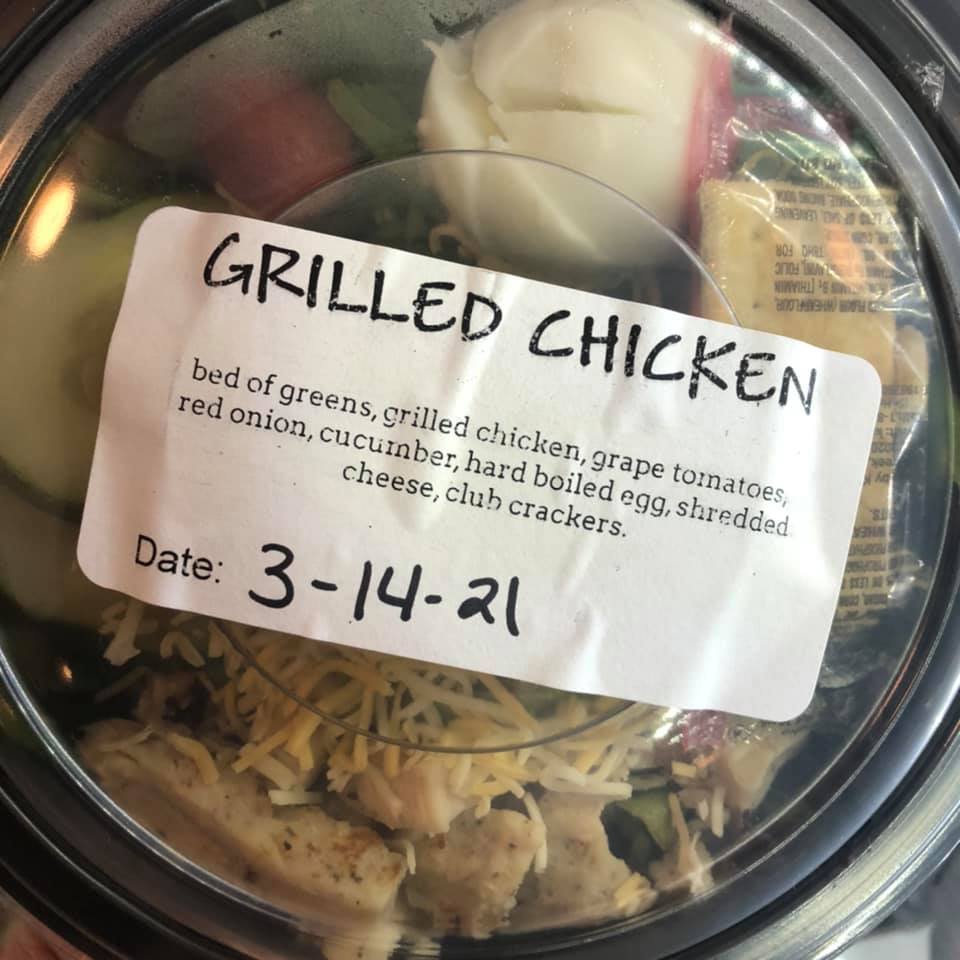 GRILLED CHICKEN
bed of greens, grilled chicken, grape tomatoes,
red onion, cucumber, hard boiled egg, shredded
cheese, club crackers.
Date: 3-14-21